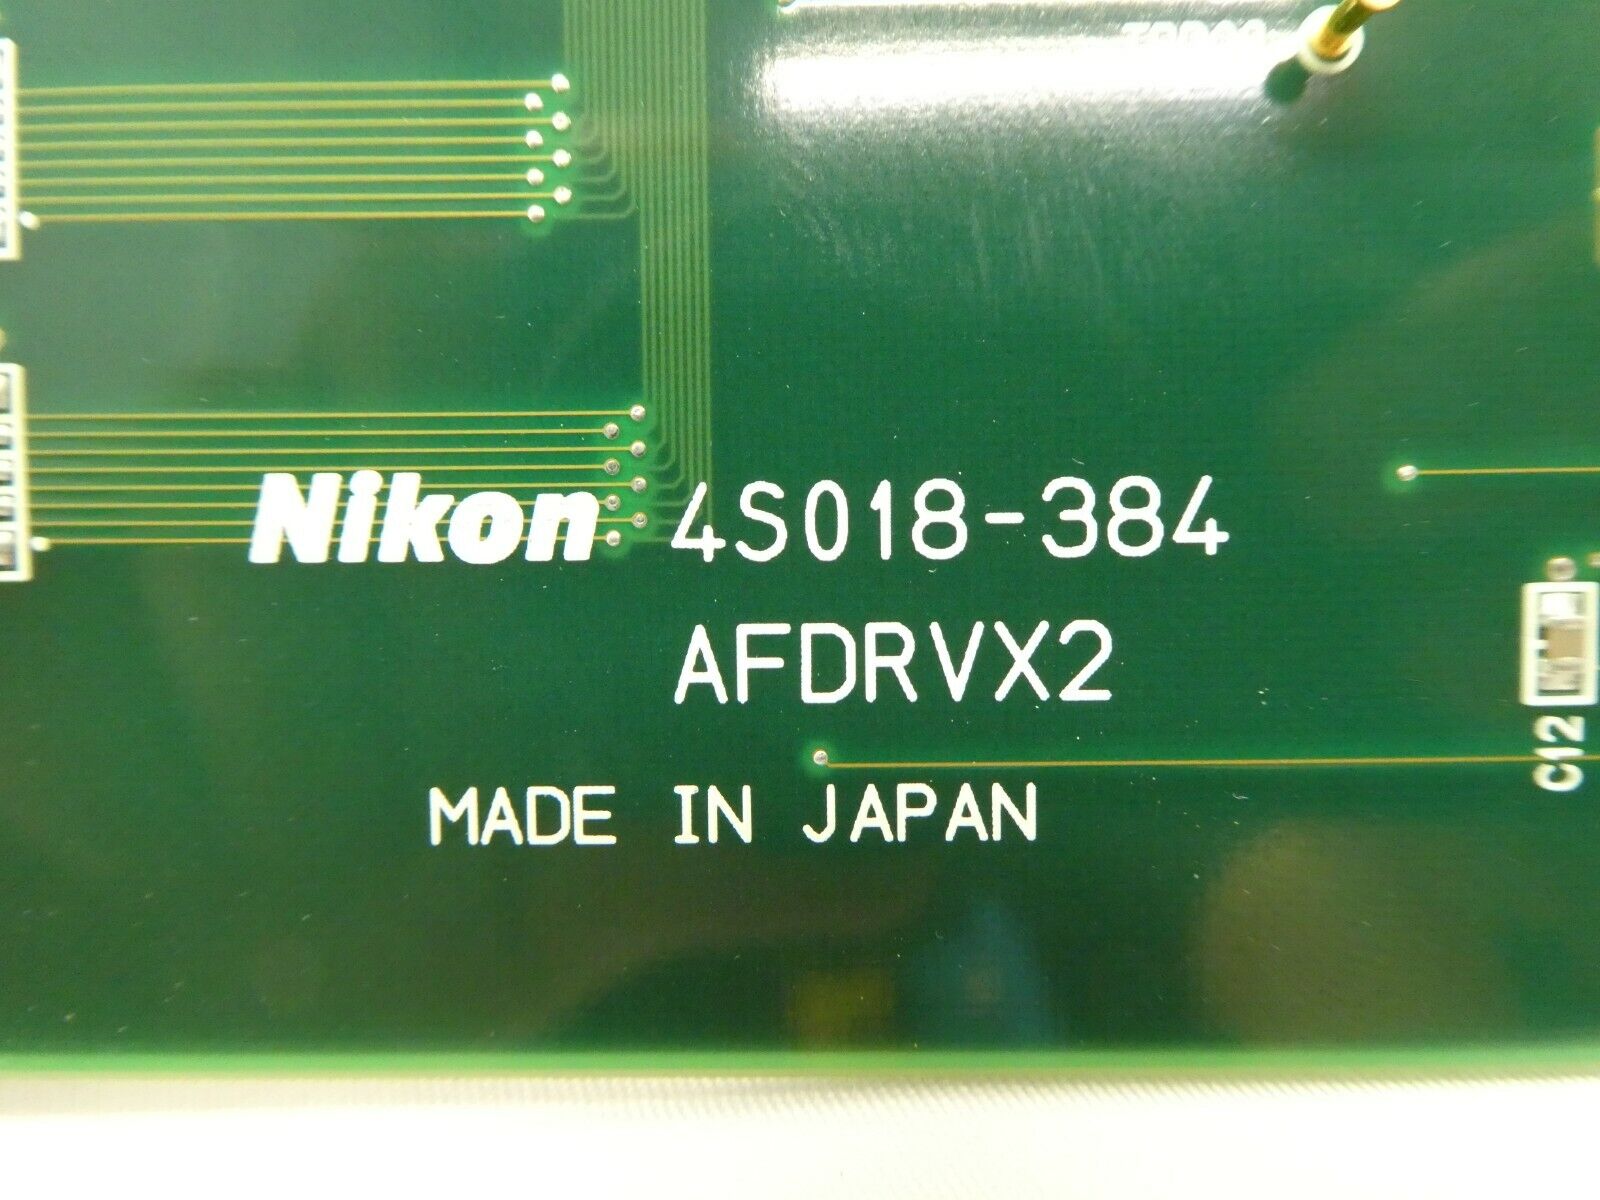 Nikon 4S018-384
AFDRVX2
C12
MADE IN JAPAN